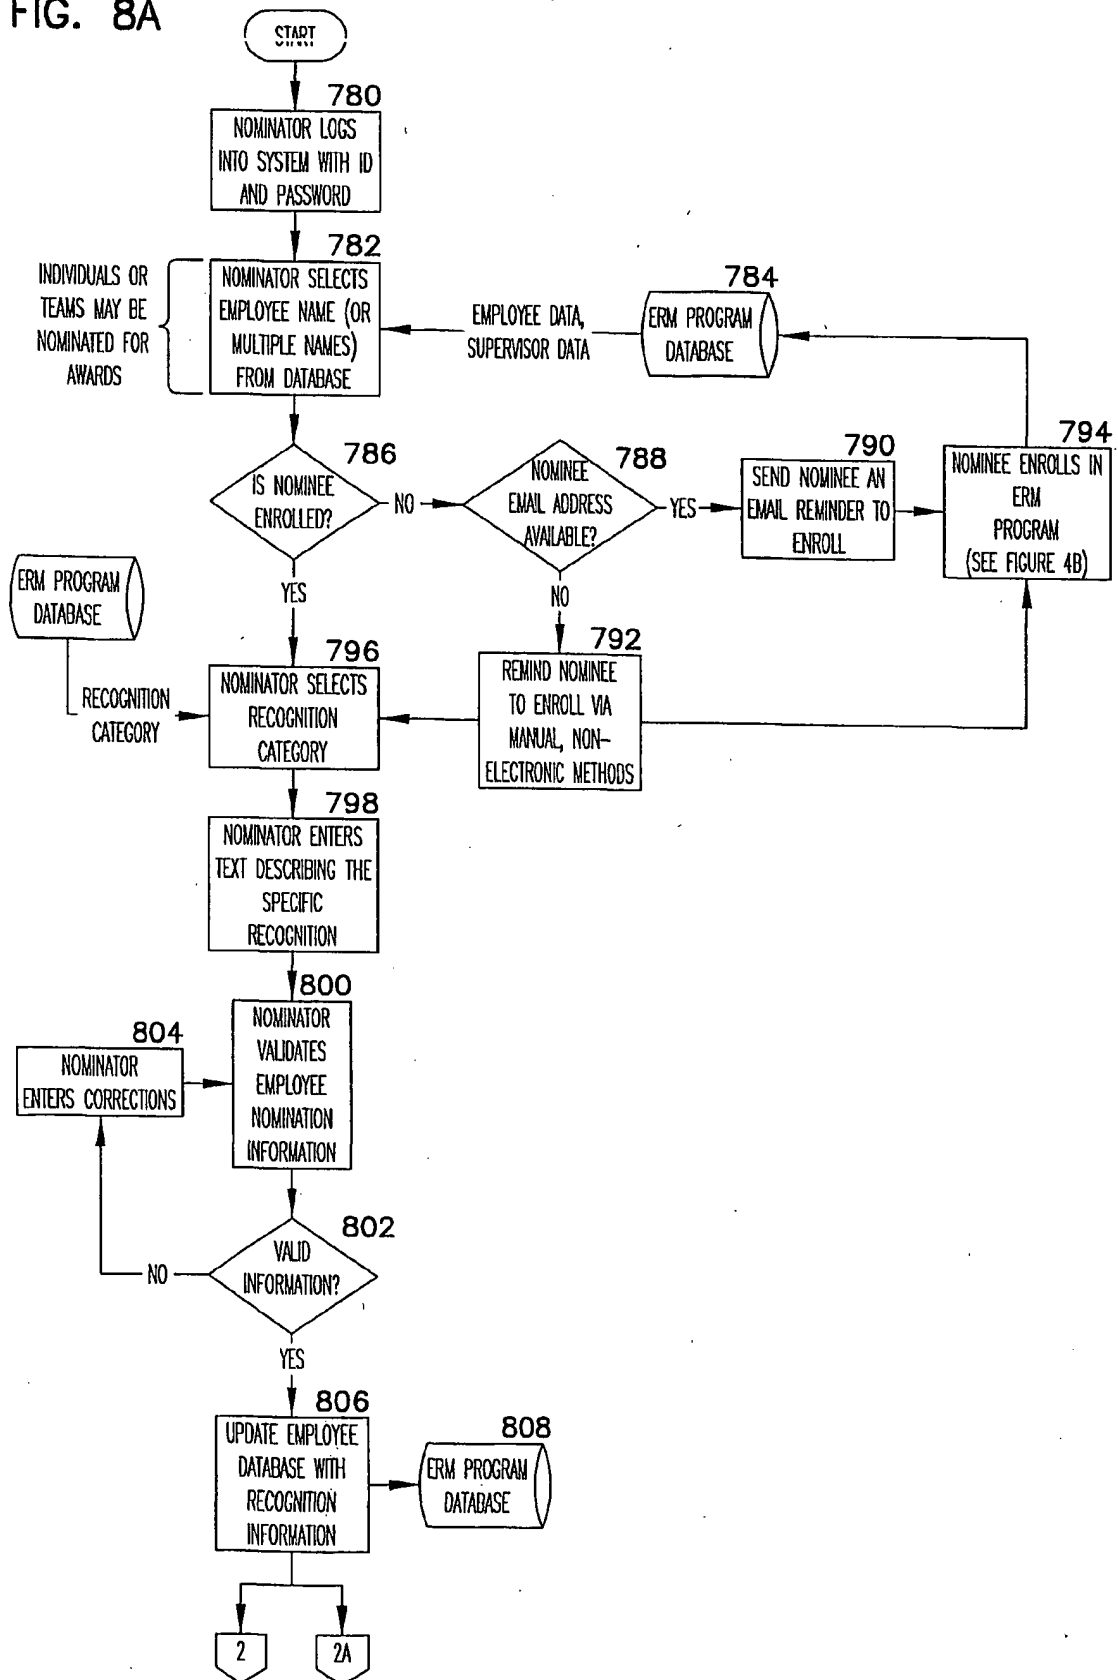 FIG. 8A
START
780
NOMINATOR LOGS
INTO SYSTEM WITH ID
AND PASSWORD
782
INDIVIDUALS OR
TEAMS MAY BE
NOMINATED FOR
AWARDS
NOMINATOR SELECTS
EMPLOYEE NAME (OR
MULTIPLE NAMES)
FROM DATABASE
EMPLOYEE DATA,
SUPERVISOR DATA
784
ERM PROGRAM
DATABASE
786
IS NOMINEE
ENROLLED?
NO
YES
788
NOMINEE
EMAIL ADDRESS
AVAILABLE?
YES
NO
790
SEND NOMINEE AN
EMAIL REMINDER TO
ENROLL
794
NOMINEE ENROLLS IN
ERM
PROGRAM
(SEE FIGURE 4B)
ERM PROGRAM
DATABASE
RECOGNITION
CATEGORY
796
NOMINATOR SELECTS
RECOGNITION
CATEGORY
792
REMIND NOMINEE
TO ENROLL VIA
MANUAL, NON-
ELECTRONIC METHODS
798
NOMINATOR ENTERS
TEXT DESCRIBING THE
SPECIFIC
RECOGNITION
800
NOMINATOR
VALIDATES
EMPLOYEE
NOMINATION
INFORMATION
804
NOMINATOR
ENTERS CORRECTIONS
802
VALID
INFORMATION?
NO
YES
806
UPDATE EMPLOYEE
DATABASE WITH
RECOGNITION
INFORMATION
808
ERM PROGRAM
DATABASE
2
2A